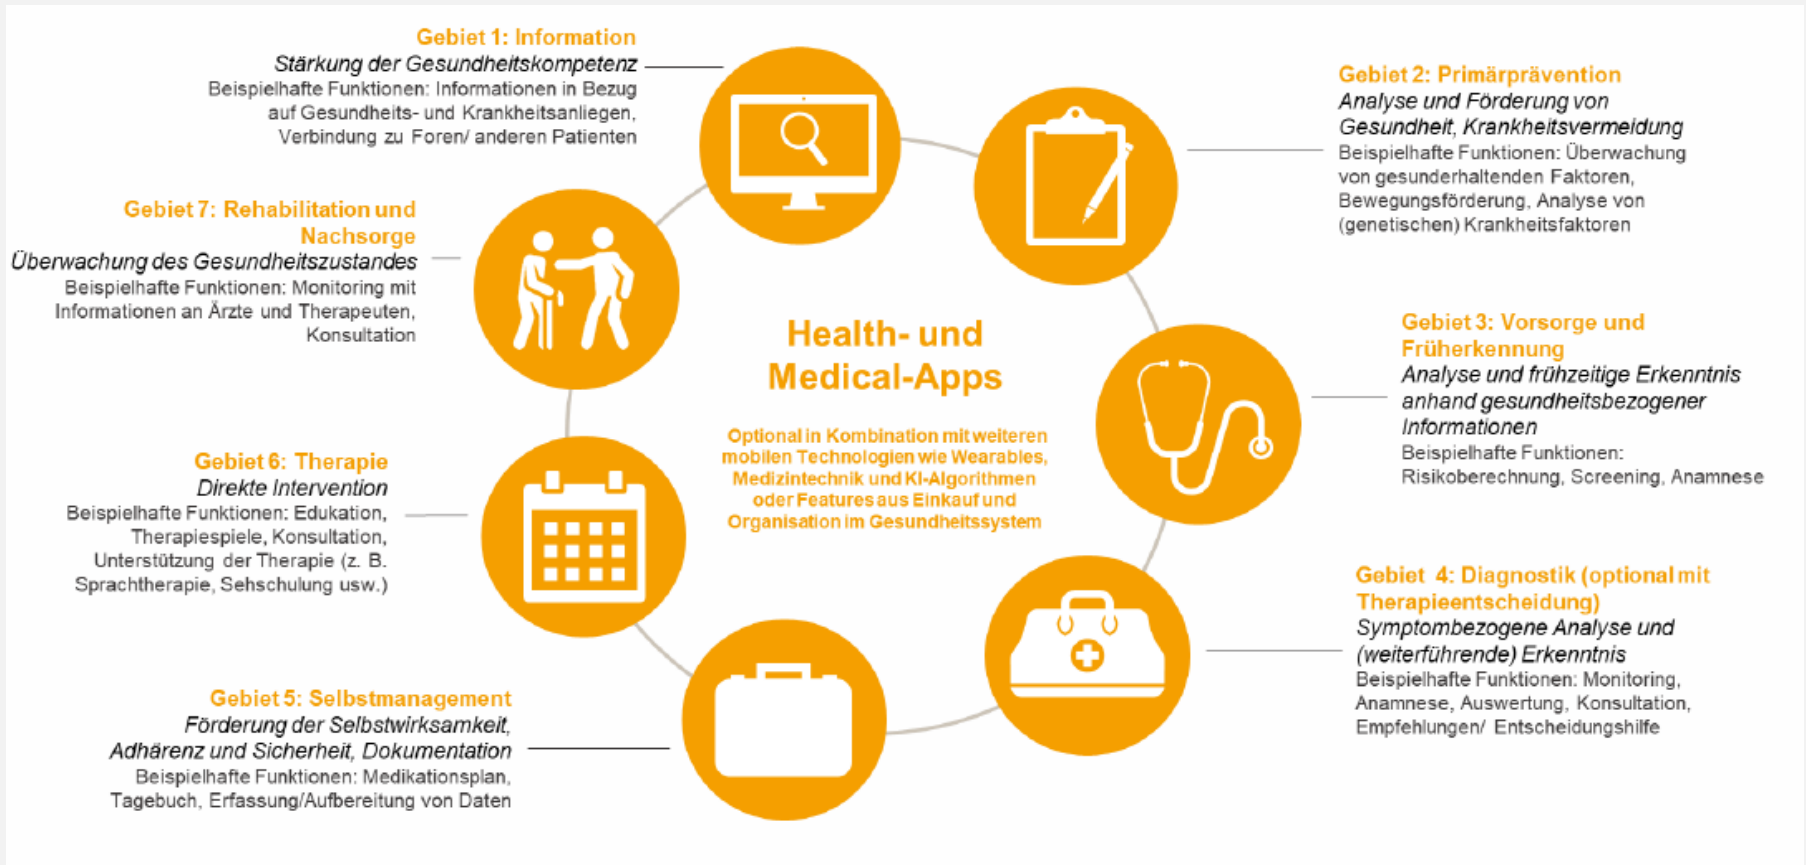 Gebiet 1: Information
Stärkung der Gesundheitskompetenz
Beispielhafte Funktionen: Informationen in Bezug
auf Gesundheits- und Krankheitsanliegen,
Verbindung zu Foren/ anderen Patienten
Gebiet 2: Primärprävention
Analyse und Förderung von
Gesundheit, Krankheitsvermeidung
Beispielhafte Funktionen: Überwachung
von gesunderhaltenden Faktoren,
Bewegungsförderung, Analyse von
(genetischen) Krankheitsfaktoren
Gebiet 3: Vorsorge und
Früherkennung
Analyse und frühzeitige Erkenntnis
anhand gesundheitsbezogener
Informationen
Beispielhafte Funktionen:
Risikoberechnung, Screening, Anamnese
Gebiet 4: Diagnostik (optional mit
Therapieentscheidung)
Symptombezogene Analyse und
(weiterführende) Erkenntnis
Beispielhafte Funktionen: Monitoring,
Anamnese, Auswertung, Konsultation,
Empfehlungen/ Entscheidungshilfe
Gebiet 5: Selbstmanagement
Förderung der Selbstwirksamkeit,
Adhärenz und Sicherheit, Dokumentation
Beispielhafte Funktionen: Medikationsplan,
Tagebuch, Erfassung/Aufbereitung von Daten
Gebiet 6: Therapie
Direkte Intervention
Beispielhafte Funktionen: Edukation,
Therapiespiele, Konsultation,
Unterstützung der Therapie (z. B.
Sprachtherapie, Sehschulung usw.)
Gebiet 7: Rehabilitation und
Nachsorge
Überwachung des Gesundheitszustandes
Beispielhafte Funktionen: Monitoring mit
Informationen an Ärzte und Therapeuten,
Konsultation
Health- und
Medical-Apps
Optional in Kombination mit weiteren
mobilen Technologien wie Wearables,
Medizintechnik und KI-Algorithmen
oder Features aus Einkauf und
Organisation im Gesundheitssystem